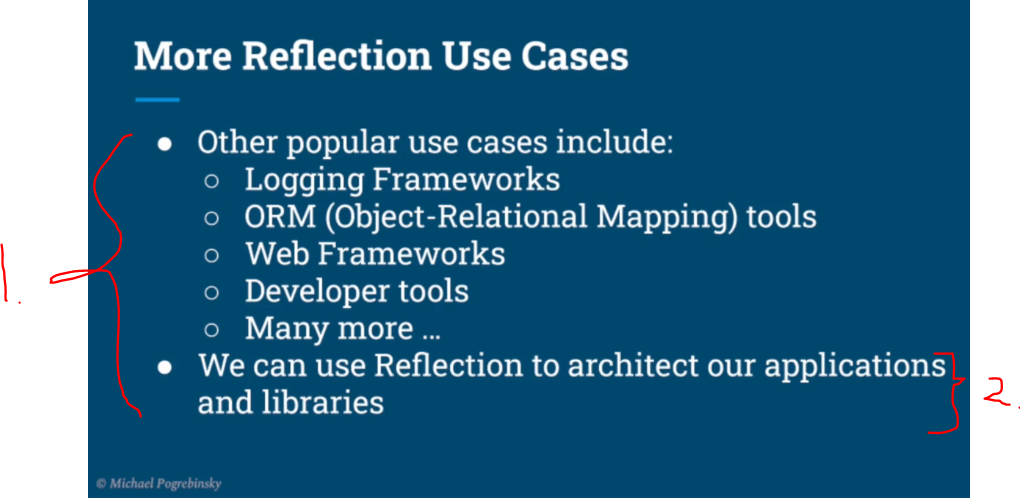 More Reflection Use Cases
● Other popular use cases include:
○ Logging Frameworks
○ ORM (Object-Relational Mapping) tools
○ Web Frameworks
○ Developer tools
○ Many more ...
● We can use Reflection to architect our applications
and libraries
1.
2.
© Michael Pogrebinsky